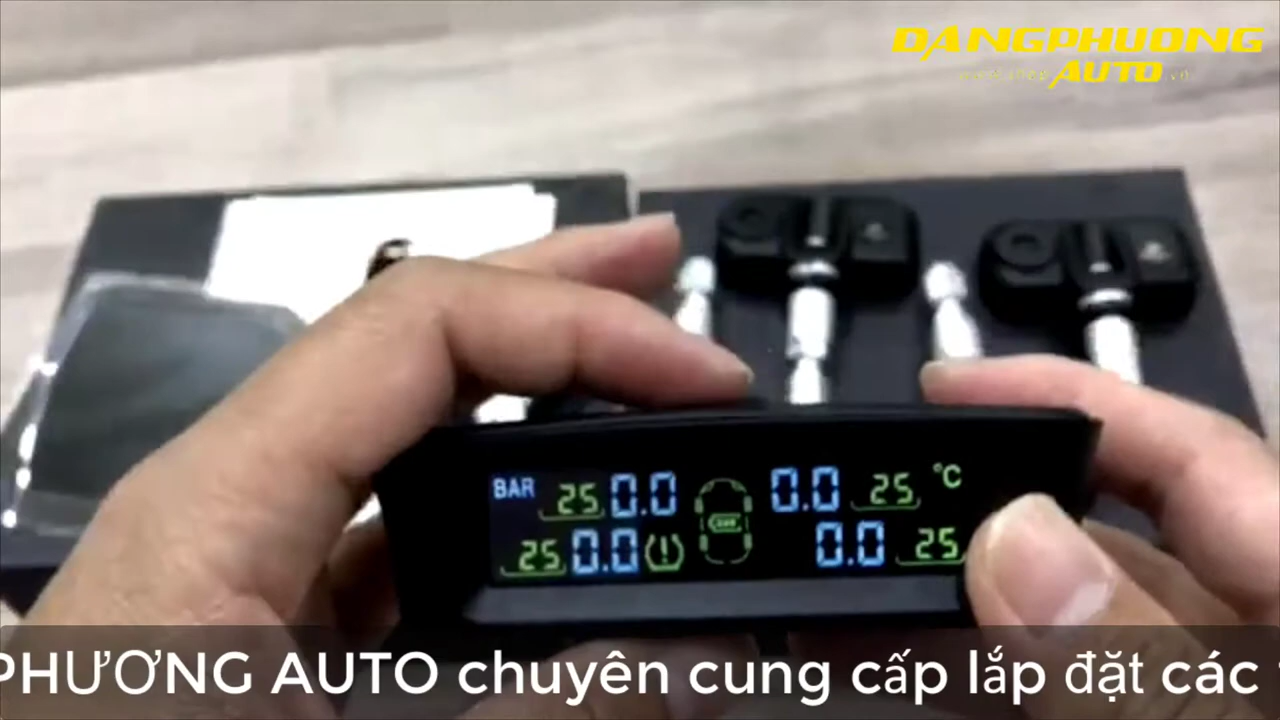 DANGPHUONG
AUTO
BAR 25 0.0 0.0 25 °C
25 0.0 0.0 25
PHƯƠNG AUTO chuyên cung cấp lắp đặt các